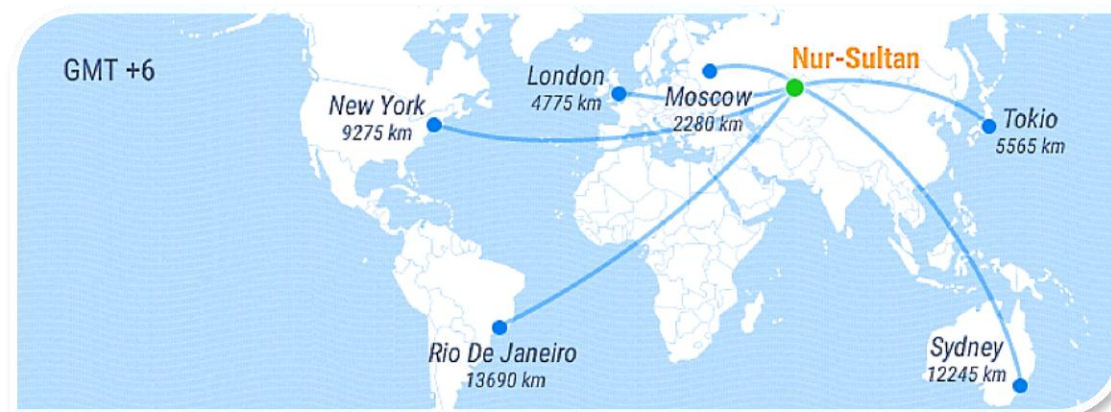 GMT +6
New York
9275 km
London
4775 km
Moscow
2280 km
Nur-Sultan
Tokio
5565 km
Rio De Janeiro
13690 km
Sydney
12245 km